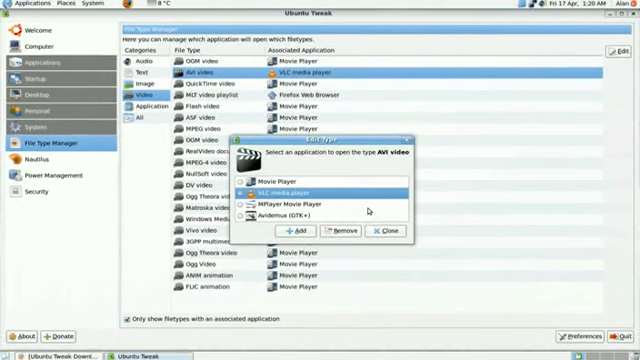 Applications Places System 8 °C Fri 17 Apr, 1:20 AM Alan
Ubuntu Tweak
Welcome
Computer
Applications
Startup
Desktop
Personal
System
File Type Manager
Nautilus
Power Management
Security
File Type Manager
Here you can manage which application will open which filetypes.
Categories File Type Associated Application
Audio
Text
Image
Video
Application
All
OGM video Movie Player
AVI video VLC media player
QuickTime video Movie Player
MLT video playlist Firefox Web Browser
Flash video Movie Player
ASF video Movie Player
MPEG video Movie Player
OGM video
RealVideo docu
MPEG-4 video
NullSoft video
DV video
Ogg Theora video
Matroska video
Windows Media
Vivo video
3GPP multimedi
Ogg Theora video Movie Player
Ogg Video Movie Player
ANIM animation Movie Player
FLIC animation Movie Player
Edit
Edit Type
Select an application to open the type AVI video
Movie Player
VLC media player
MPlayer Movie Player
Avidemux (GTK+)
Add Remove Close
Only show filetypes with an associated application
About Donate Preferences Quit
[Ubuntu Tweak Downl... Ubuntu Tweak